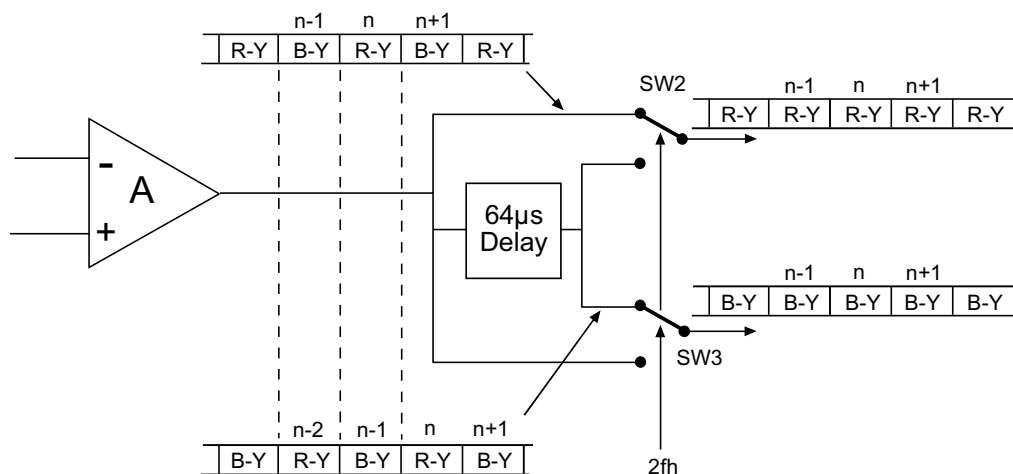 n-1 n n+1
R-Y B-Y R-Y B-Y R-Y
SW2
n-1 n n+1
R-Y R-Y R-Y R-Y R-Y
-
A
+
64μs
Delay
n-1 n n+1
B-Y B-Y B-Y B-Y B-Y
SW3
n-2 n-1 n n+1
B-Y R-Y B-Y R-Y B-Y
2fh